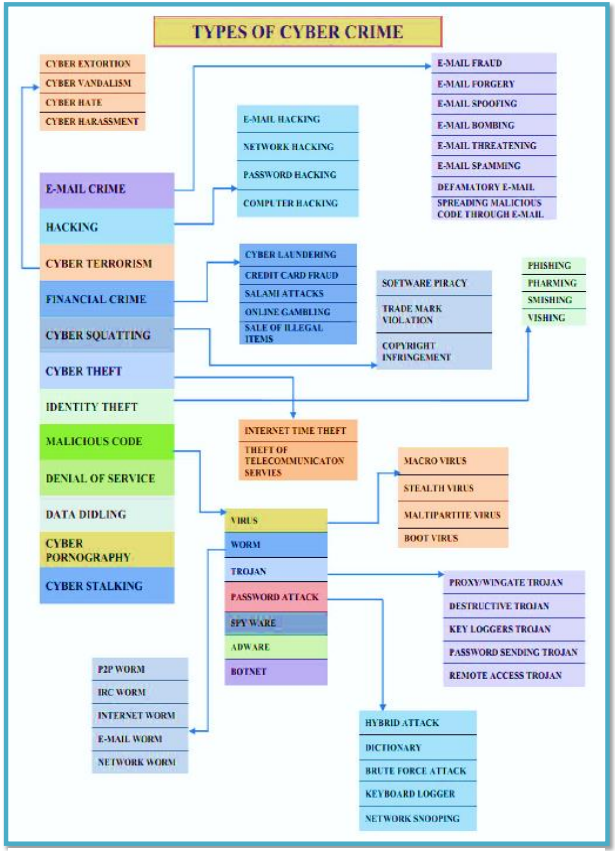 TYPES OF CYBER CRIME
CYBER EXTORTION
CYBER VANDALISM
CYBER HATE
CYBER HARASSMENT
E-MAIL FRAUD
E-MAIL FORGERY
E-MAIL SPOOFING
E-MAIL BOMBING
E-MAIL THREATENING
E-MAIL SPAMMING
DEFAMATORY E-MAIL
SPREADING MALICIOUS
CODE THROUGH E-MAIL
E-MAIL HACKING
NETWORK HACKING
PASSWORD HACKING
COMPUTER HACKING
E-MAIL CRIME
HACKING
CYBER TERRORISM
FINANCIAL CRIME
CYBER SQUATTING
CYBER THEFT
IDENTITY THEFT
MALICIOUS CODE
DENIAL OF SERVICE
DATA DIDLING
CYBER
PORNOGRAPHY
CYBER STALKING
CYBER LAUNDERING
CREDIT CARD FRAUD
SALAMI ATTACKS
ONLINE GAMBLING
SALE OF ILLEGAL
ITEMS
SOFTWARE PIRACY
TRADE MARK
VIOLATION
COPYRIGHT
INFRINGEMENT
PHISHING
PHARMING
SMISHING
VISHING
INTERNET TIME THEFT
THEFT OF
TELECOMMUNICATON
SERVIES
MACRO VIRUS
STEALTH VIRUS
MALTIPARTITE VIRUS
BOOT VIRUS
VIRUS
WORM
TROJAN
PASSWORD ATTACK
SPY WARE
ADWARE
BOTNET
PROXY/WINGATE TROJAN
DESTRUCTIVE TROJAN
KEY LOGGERS TROJAN
PASSWORD SENDING TROJAN
REMOTE ACCESS TROJAN
P2P WORM
IRC WORM
INTERNET WORM
E-MAIL WORM
NETWORK WORM
HYBRID ATTACK
DICTIONARY
BRUTE FORCE ATTACK
KEYBOARD LOGGER
NETWORK SNOOPING